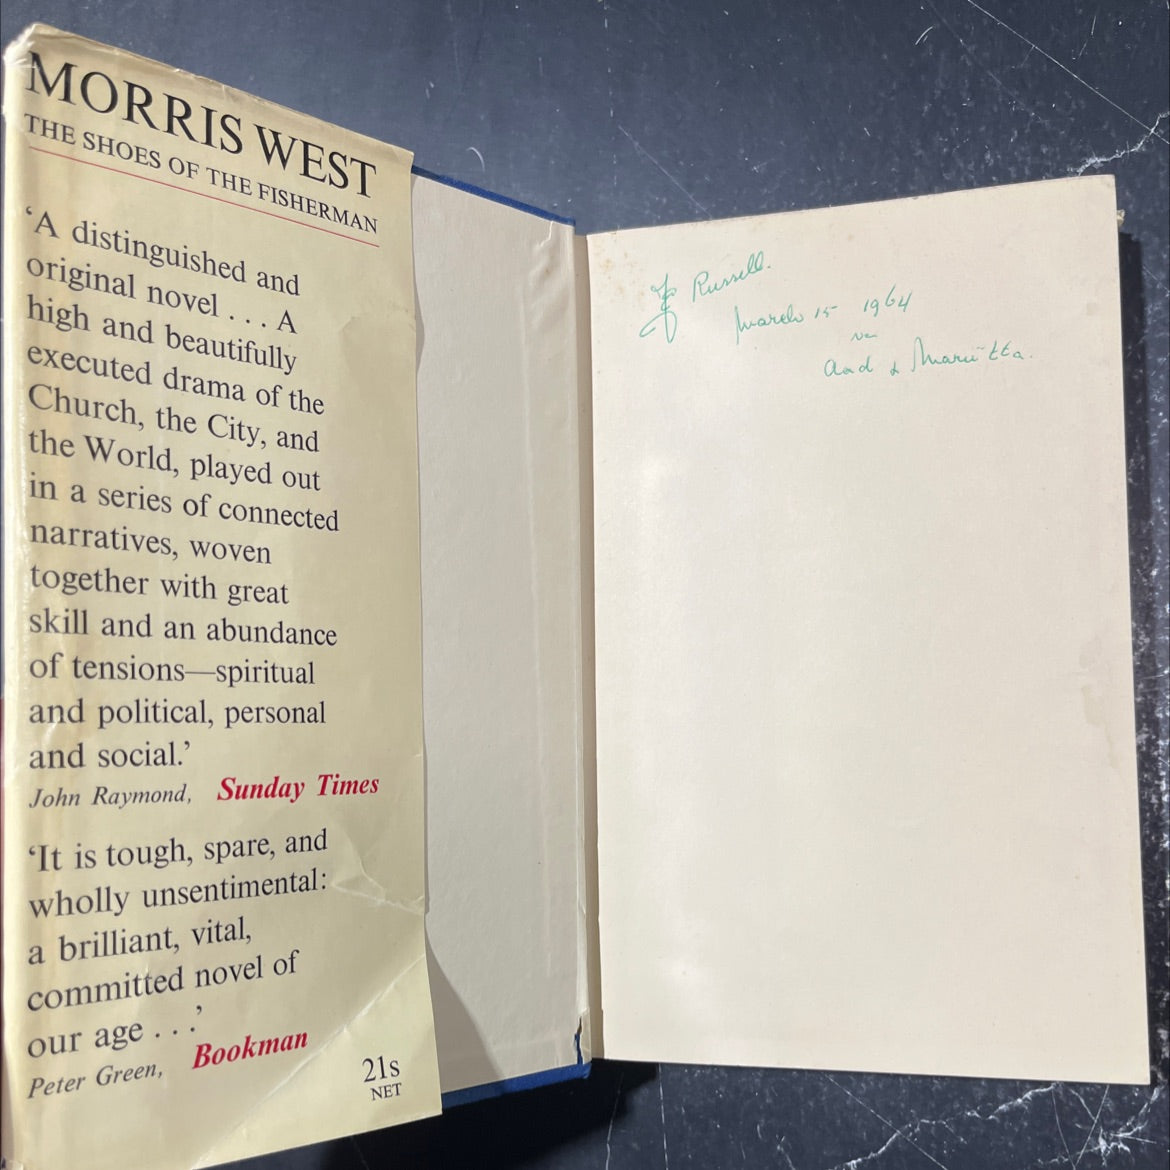 MORRIS WEST
THE SHOES OF THE FISHERMAN
‘A distinguished and
original novel . . . A
high and beautifully
executed drama of the
Church, the City, and
the World, played out
in a series of connected
narratives, woven
together with great
skill and an abundance
of tensions—spiritual
and political, personal
and social.’
John Raymond, Sunday Times
‘It is tough, spare, and
wholly unsentimental:
a brilliant, vital,
committed novel of
our age . . .’
Peter Green, Bookman
21s
NET
Russell.
March 15 1964